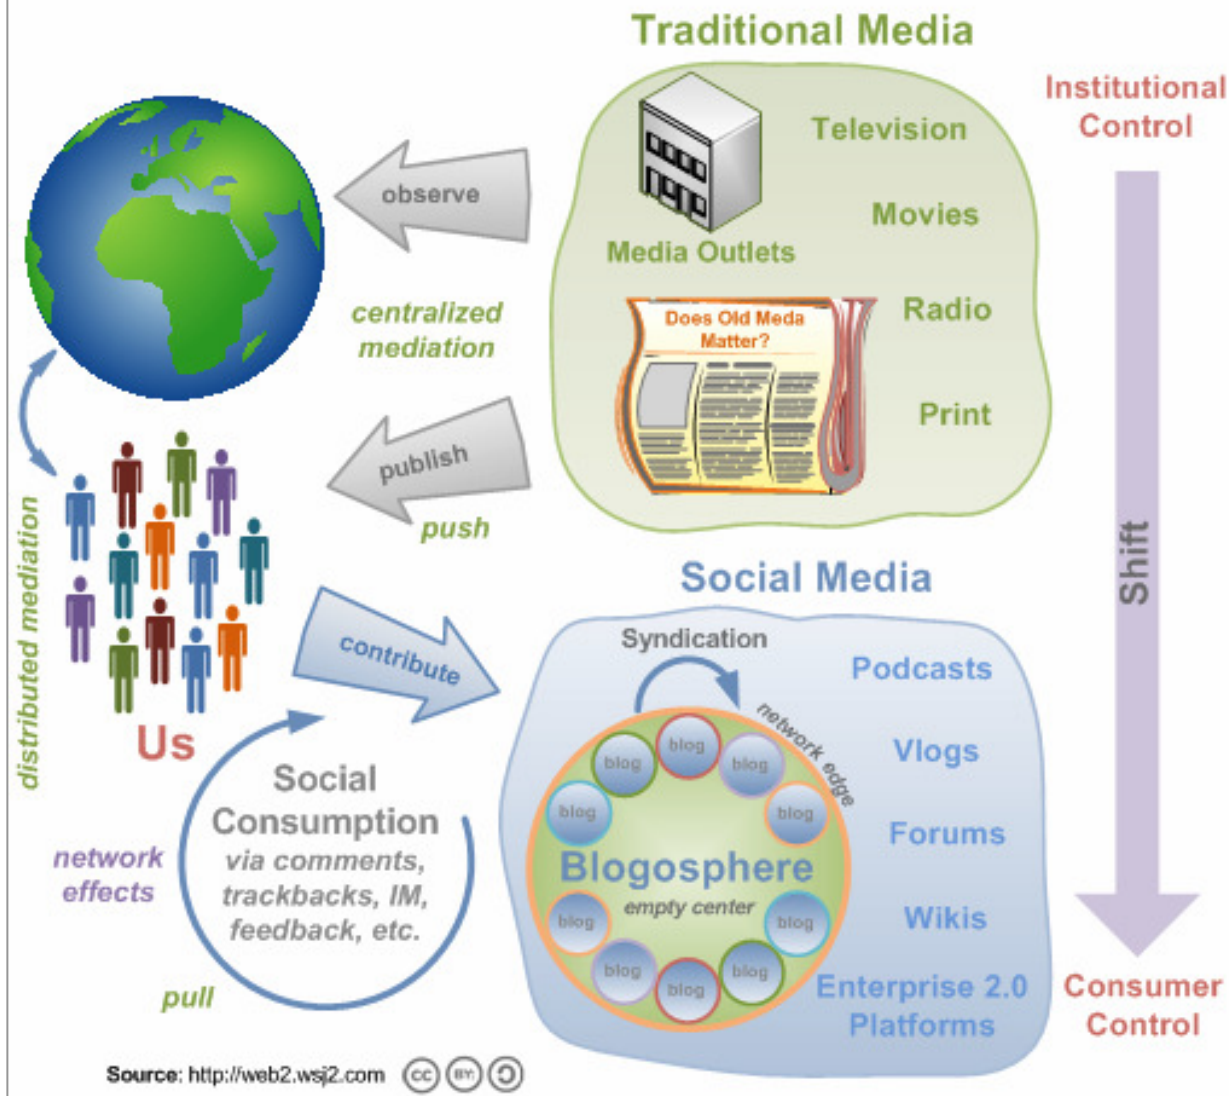 Traditional Media
Institutional
Control
Television
Movies
Media Outlets
Radio
Does Old Meda
Matter?
Print
observe
centralized
mediation
publish
push
distributed mediation
Us
contribute
Shift
Social Media
Syndication
network edge
Podcasts
Vlogs
Forums
Wikis
Enterprise 2.0
Platforms
blog
blog
blog
blog
blog
Blogosphere
empty center
blog
blog
blog
blog
blog
Social
Consumption
via comments,
trackbacks, IM,
feedback, etc.
network
effects
pull
Consumer
Control
Source: http://web2.wsj2.com
CC
BY: